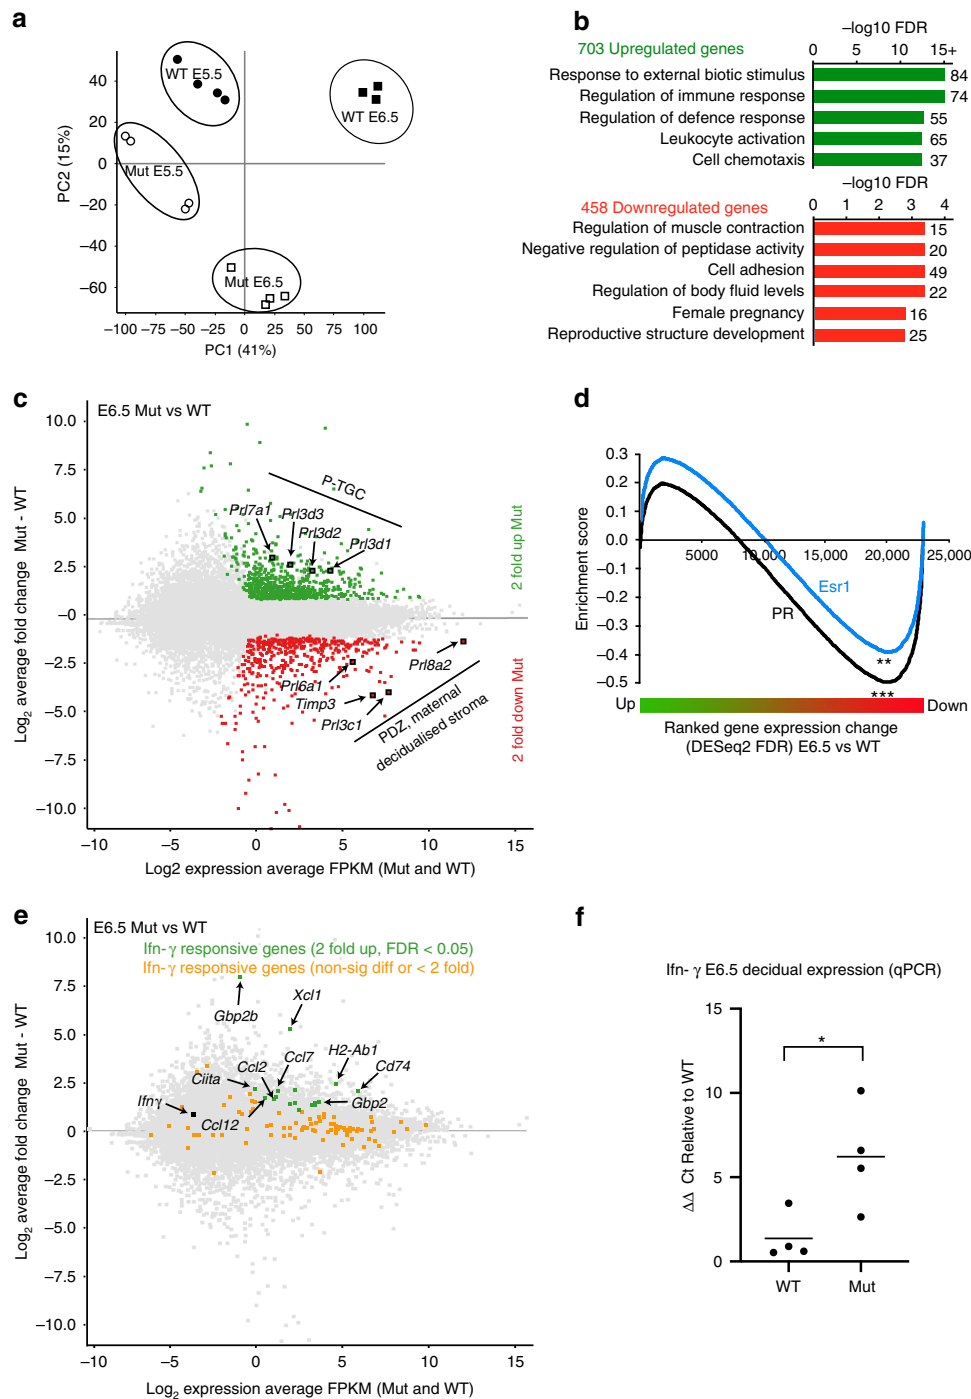 a
PC2 (15%)
40
20
0
−20
−40
−60
WT E5.5
WT E6.5
Mut E5.5
Mut E6.5
−100 −75 −50 −25 0 25 50 75 100
PC1 (41%)
b
−log10 FDR
703 Upregulated genes
0 5 10 15+
Response to external biotic stimulus 84
Regulation of immune response 74
Regulation of defence response 55
Leukocyte activation 65
Cell chemotaxis 37
−log10 FDR
458 Downregulated genes
0 1 2 3 4
Regulation of muscle contraction 15
Negative regulation of peptidase activity 20
Cell adhesion 49
Regulation of body fluid levels 22
Female pregnancy 16
Reproductive structure development 25
c
E6.5 Mut vs WT
Log2 average fold change Mut - WT
10.0
7.5
5.0
2.5
−0
−2.5
−5.0
−7.5
−10.0
P-TGC
Prl7a1
Prl3d3
Prl3d2
Prl3d1
2 fold up Mut
Prl8a2
Prl6a1
Timp3
Prl3c1
PDZ, maternal
decidualised stroma
2 fold down Mut
−10 −5 0 5 10 15
Log2 expression average FPKM (Mut and WT)
d
Enrichment score
0.3
0.2
0.1
0.0
−0.1
−0.2
−0.3
−0.4
−0.5
5000 10,000 15,000 20,000 25,000
Esr1
PR
**
***
Up Down
Ranked gene expression change
(DESeq2 FDR) E6.5 vs WT
e
E6.5 Mut vs WT
Ifn-γ responsive genes (2 fold up, FDR < 0.05)
Ifn-γ responsive genes (non-sig diff or < 2 fold)
Log2 average fold change Mut - WT
10.0
7.5
5.0
2.5
0
−2.5
−5.0
−7.5
−10.0
Gbp2b
Xcl1
Ccl7
Ccl2
H2-Ab1
Ciita
Cd74
Ifnγ
Ccl12
Gbp2
−10 −5 0 5 10 15
Log2 expression average FPKM (Mut and WT)
f
Ifn-γ E6.5 decidual expression (qPCR)
ΔΔ Ct Relative to WT
15
10
5
0
*
WT Mut